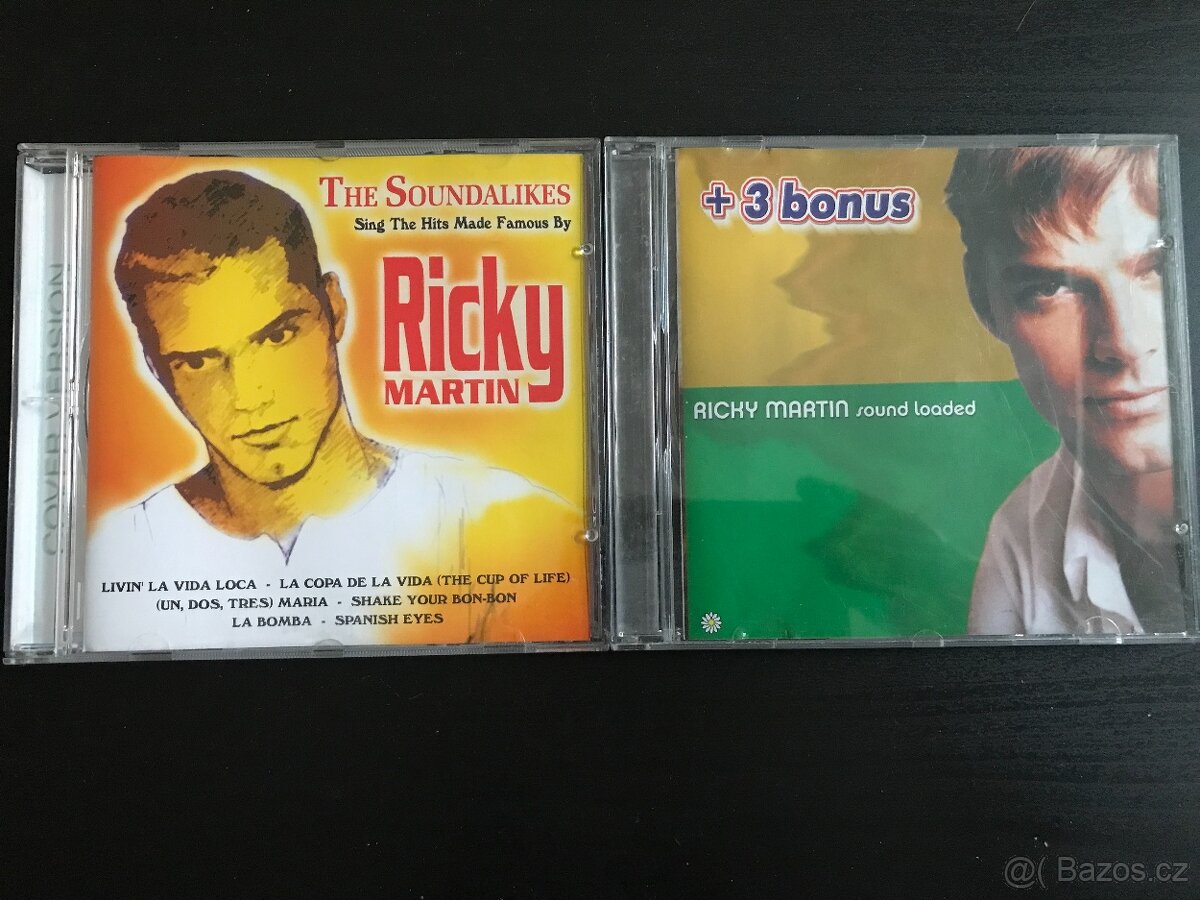 COVER VERSION
THE SOUNDALIKES
Sing The Hits Made Famous By
Ricky
MARTIN
LIVIN' LA VIDA LOCA - LA COPA DE LA VIDA (THE CUP OF LIFE)
(UN, DOS, TRES) MARIA - SHAKE YOUR BON-BON
LA BOMBA - SPANISH EYES
+ 3 bonus
RICKY MARTIN sound loaded
@( Bazos.cz